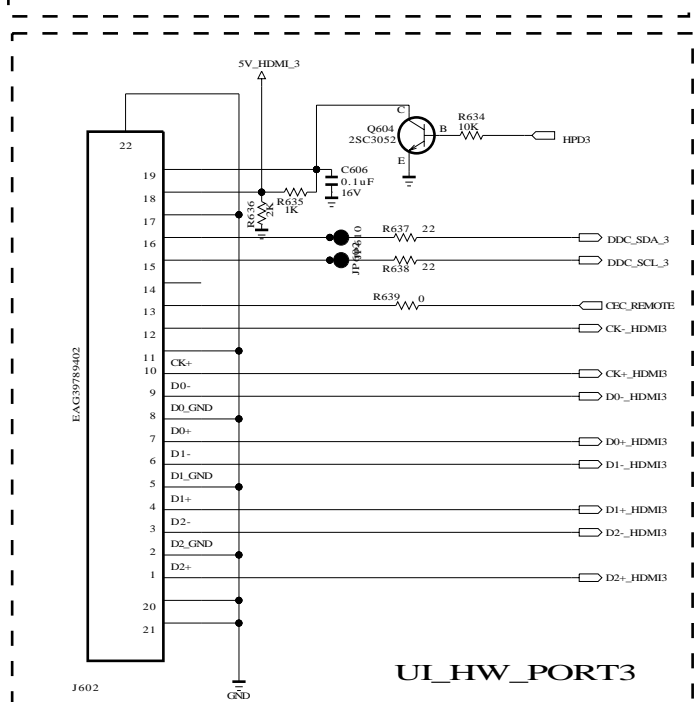 5V_HDMI_3
C
Q604
2SC3052
B
E
R634
10K
HPD3
22
19
C606
0.1uF
16V
18
R636
2K
R635
1K
17
R637 22
16
DDC_SDA_3
15
DDC_SCL_3
R638 22
14
R639 0
13
CEC_REMOTE
12
CK-_HDMI3
11
CK+
10
CK+_HDMI3
9
D0-
D0-_HDMI3
8
D0_GND
7
D0+
D0+_HDMI3
6
D1-
D1-_HDMI3
5
D1_GND
4
D1+
D1+_HDMI3
3
D2-
D2-_HDMI3
2
D2_GND
1
D2+
D2+_HDMI3
20
21
EAG39789402
J602
GND
UI_HW_PORT3